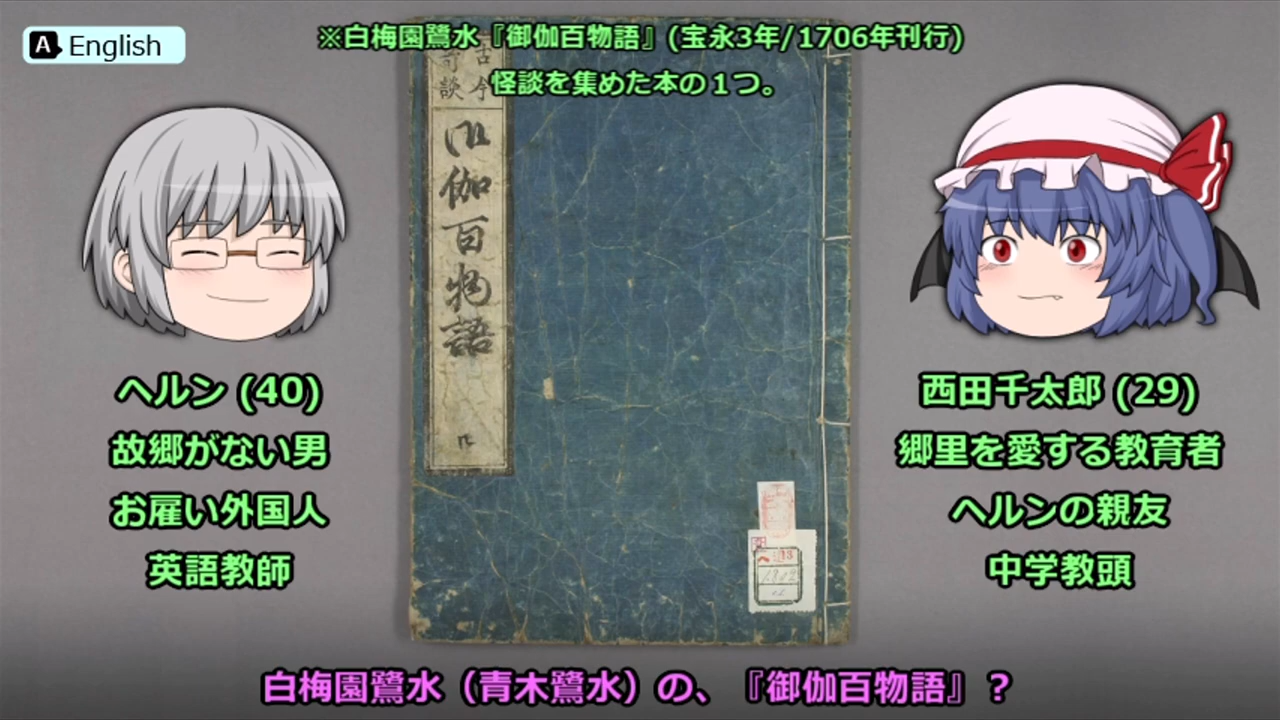 A English
※白梅園鷺水『御伽百物語』(宝永3年/1706年刊行)
怪談を集めた本の１つ。
古今
奇談
御伽百物語
ヘルン (40)
故郷がない男
お雇い外国人
英語教師
西田千太郎 (29)
郷里を愛する教育者
ヘルンの親友
中学教頭
白梅園鷺水（青木鷺水）の、『御伽百物語』？